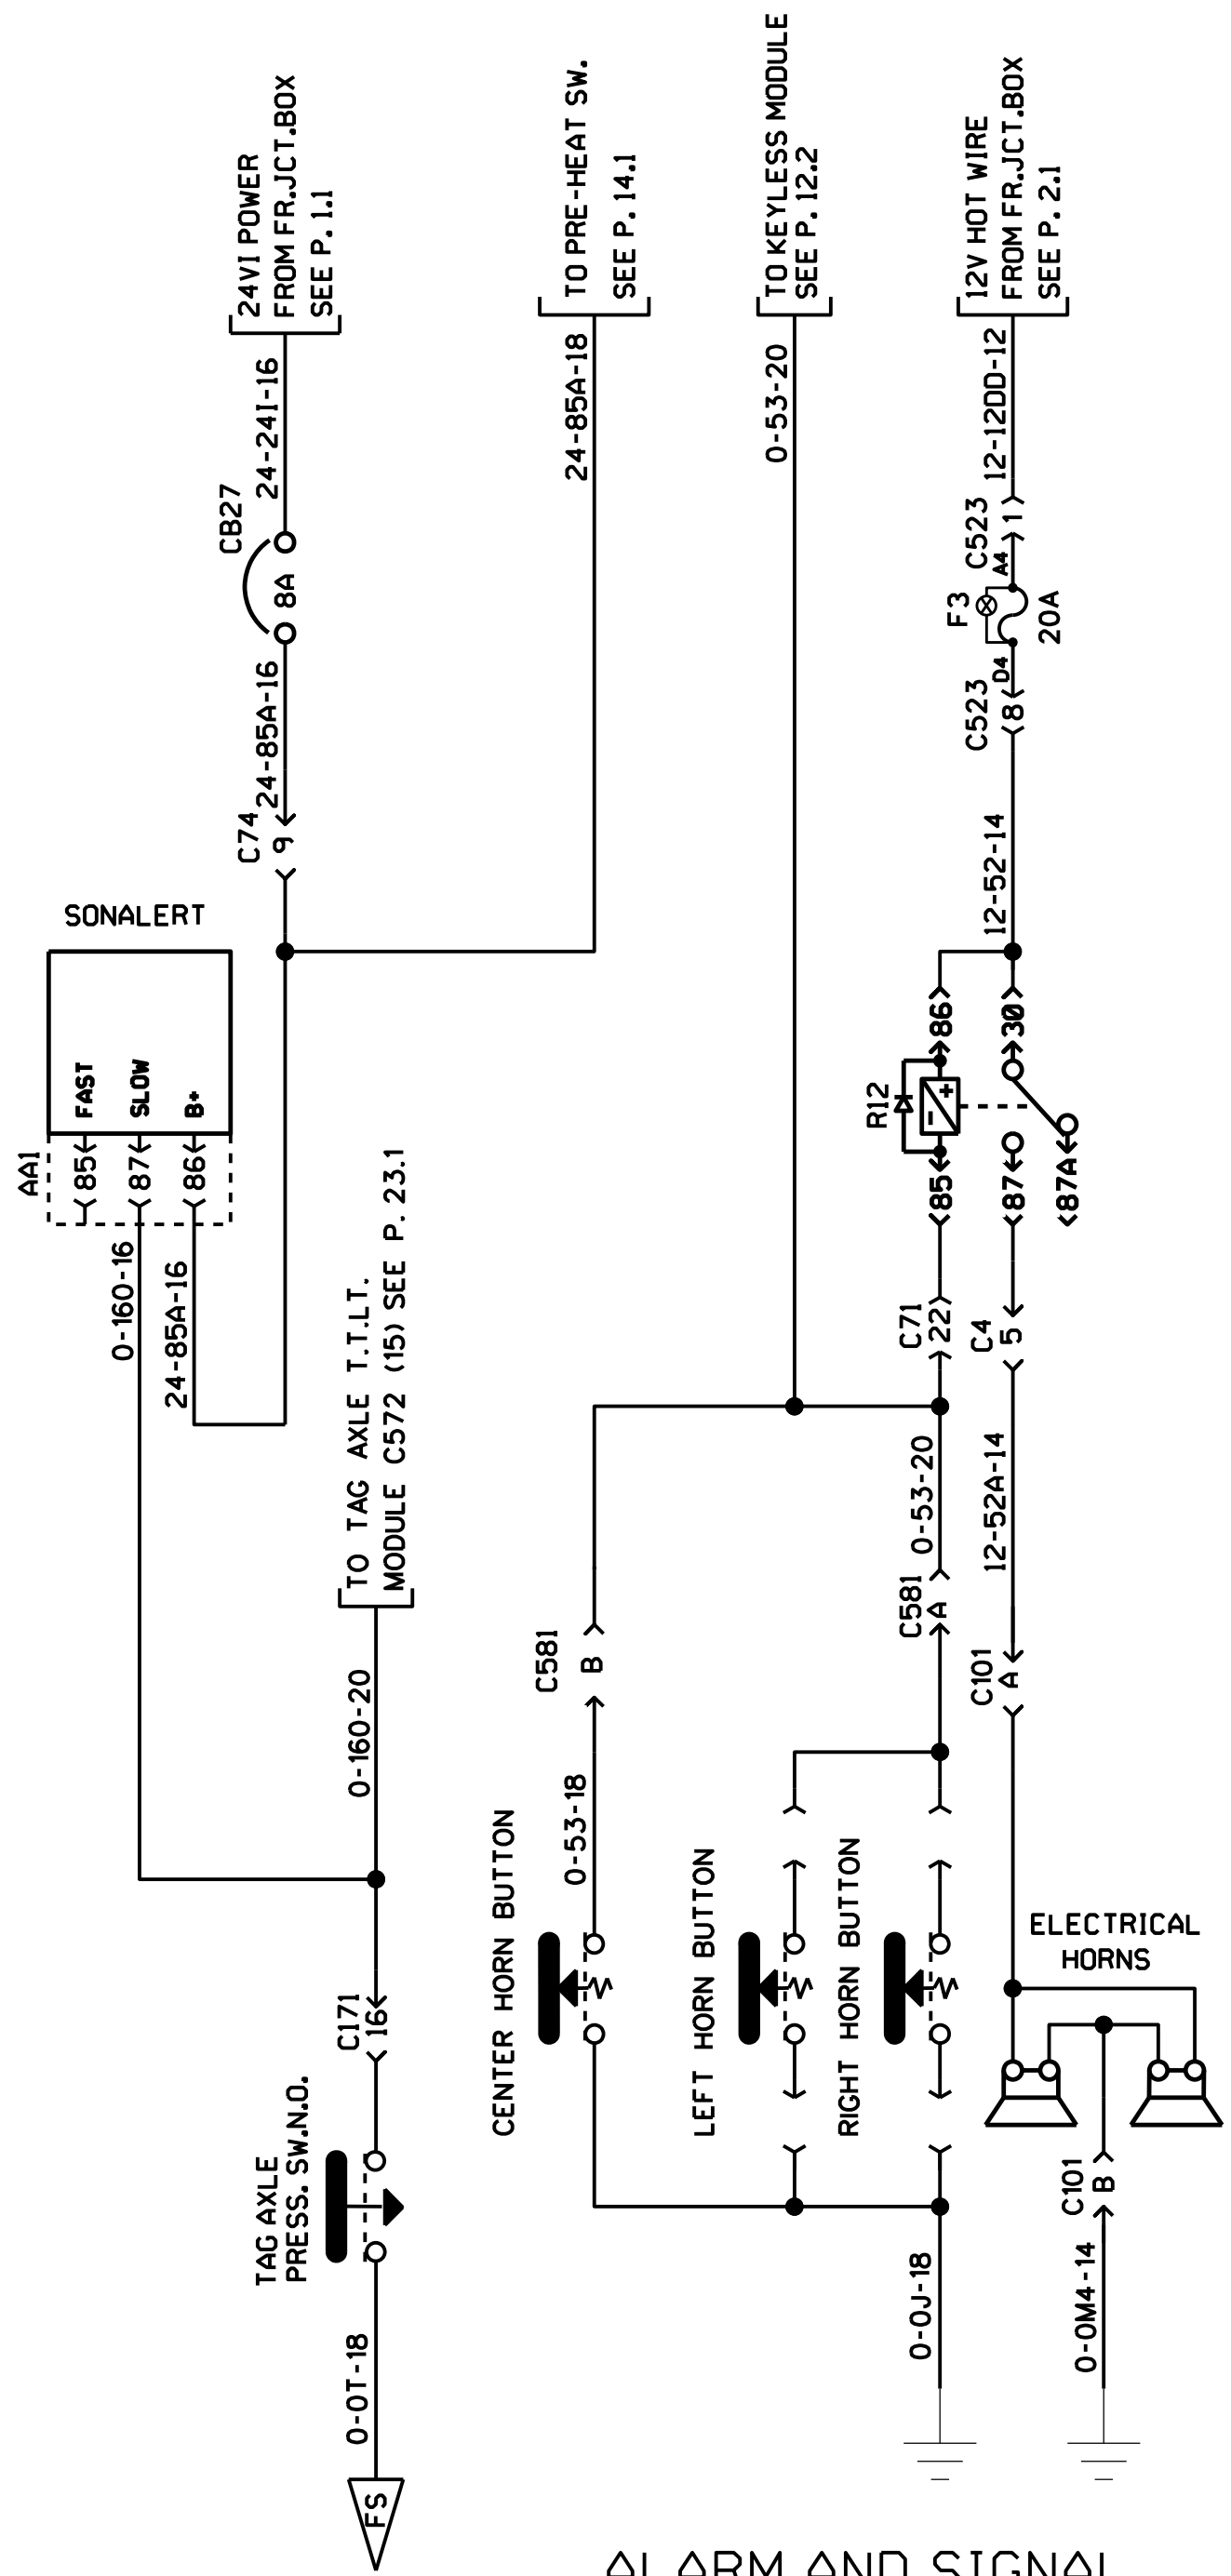 24VI POWER
FROM FR.JCT.BOX
SEE P. 1.1
TO PRE-HEAT SW.
SEE P. 14.1
TO KEYLESS MODULE
SEE P. 12.2
12V HOT WIRE
FROM FR.JCT.BOX
SEE P. 2.1
24-24I-16
24-85A-18
0-53-20
12-12DD-12
CB27
8A
C523
1
A4
F3
20A
D4
C523
8
24-85A-16
C74
9
12-52-14
SONALERT
FAST
SLOW
B+
AA1
85
87
86
86
30
R12
+
-
85
87
87A
0-160-16
24-85A-16
TO TAG AXLE T.T.LT.
MODULE C572 (15) SEE P. 23.1
C71
22
C4
5
0-53-20
12-52A-14
C581
B
C581
A
C101
A
0-160-20
0-53-18
CENTER HORN BUTTON
LEFT HORN BUTTON
RIGHT HORN BUTTON
ELECTRICAL
HORNS
C171
16
TAG AXLE
PRESS. SW.N.O.
C101
B
0-0T-18
0-0J-18
0-0M4-14
FS
ALARM AND SIGNAL